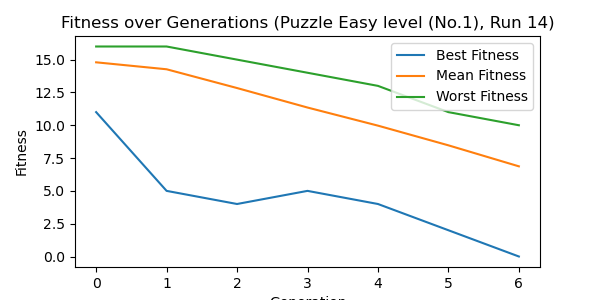 Fitness over Generations (Puzzle Easy level (No.1), Run 14)
Best Fitness
Mean Fitness
Worst Fitness
Fitness
15.0
12.5
10.0
7.5
5.0
2.5
0.0
0 1 2 3 4 5 6
Generation